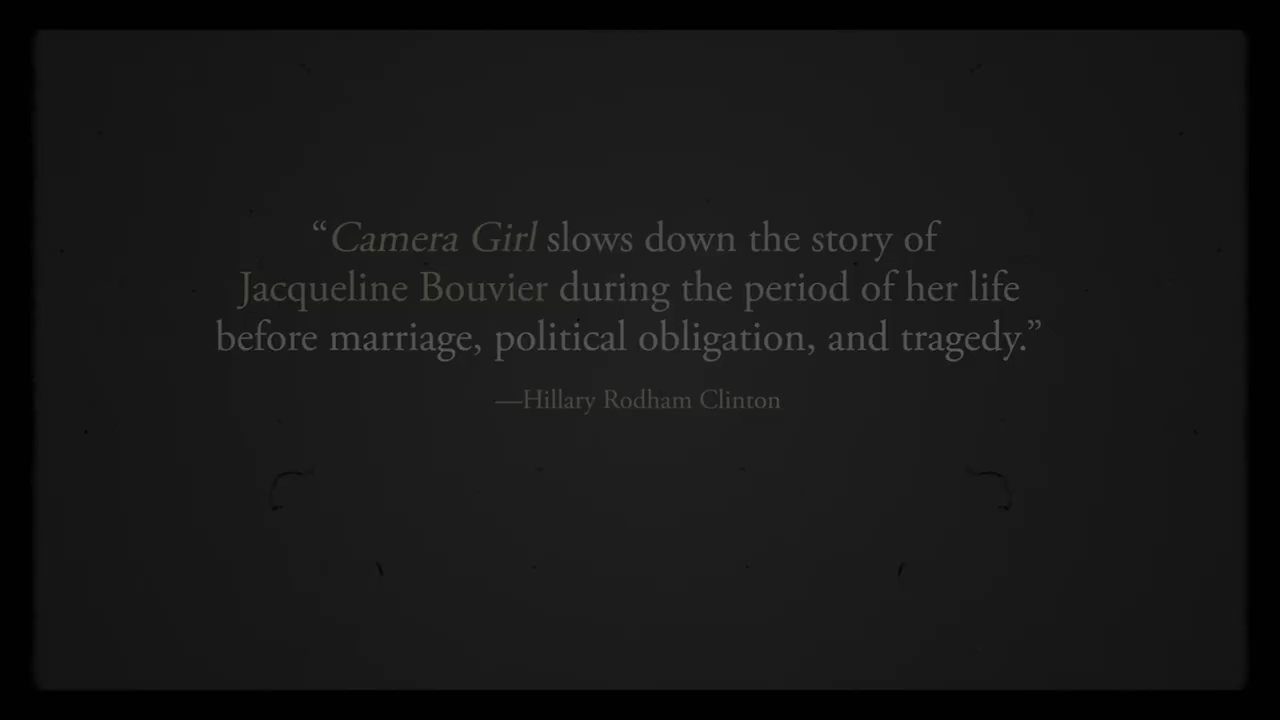 “Camera Girl slows down the story of
Jacqueline Bouvier during the period of her life
before marriage, political obligation, and tragedy.”
—Hillary Rodham Clinton